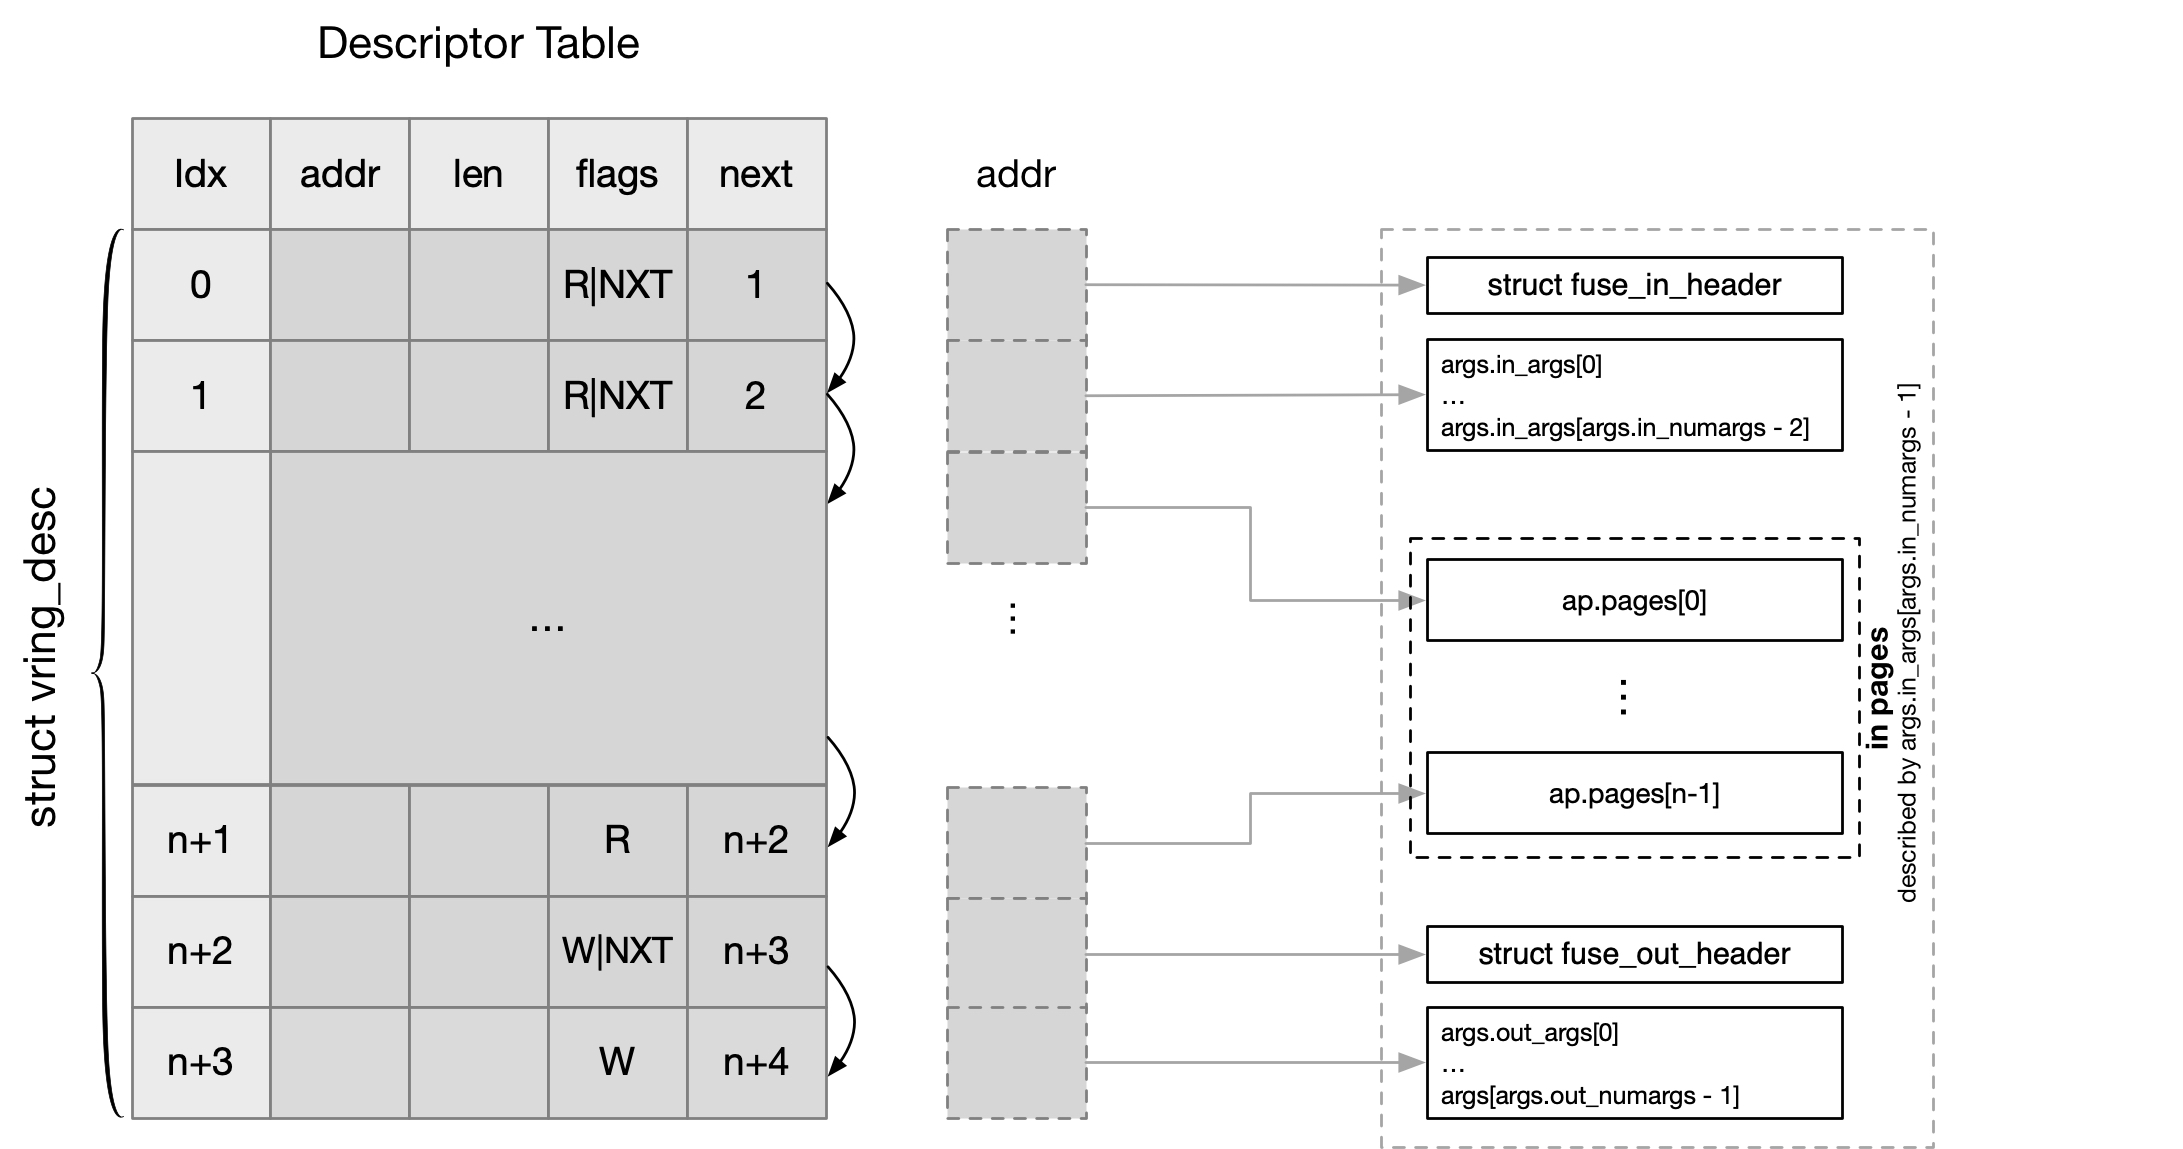 Descriptor Table
Idx addr len flags next
0 R|NXT 1
1 R|NXT 2
...
n+1 R n+2
n+2 W|NXT n+3
n+3 W n+4
struct vring_desc
addr
...
struct fuse_in_header
args.in_args[0]
...
args.in_args[args.in_numargs - 2]
ap.pages[0]
...
ap.pages[n-1]
in pages
described by args.in_args[args.in_numargs - 1]
struct fuse_out_header
args.out_args[0]
...
args[args.out_numargs - 1]